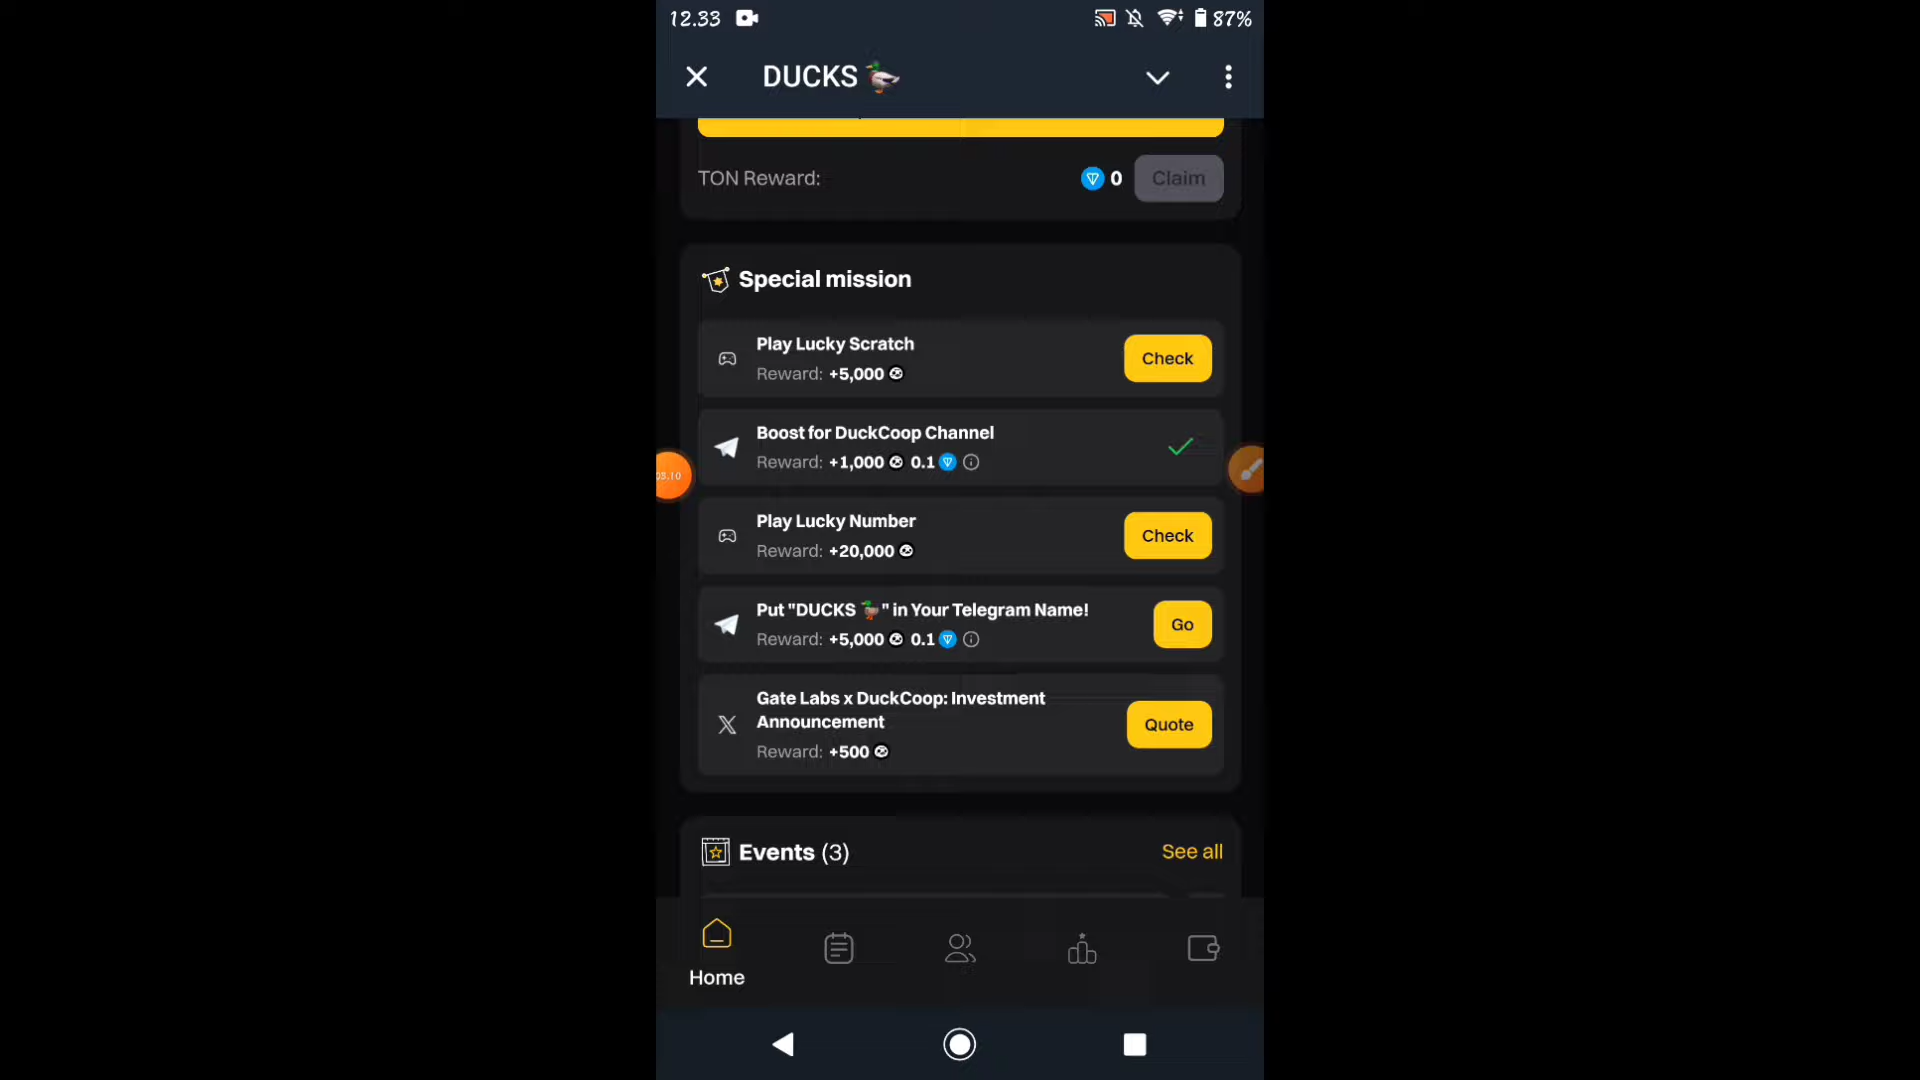 12.33
87%
DUCKS 🦆
TON Reward:
0
Claim
Special mission
Play Lucky Scratch
Reward: +5,000
Check
Boost for DuckCoop Channel
Reward: +1,000 0.1
03.10
Play Lucky Number
Reward: +20,000
Check
Put "DUCKS 🦆" in Your Telegram Name!
Reward: +5,000 0.1
Go
Gate Labs x DuckCoop: Investment
Announcement
Reward: +500
Quote
Events (3)
See all
Home